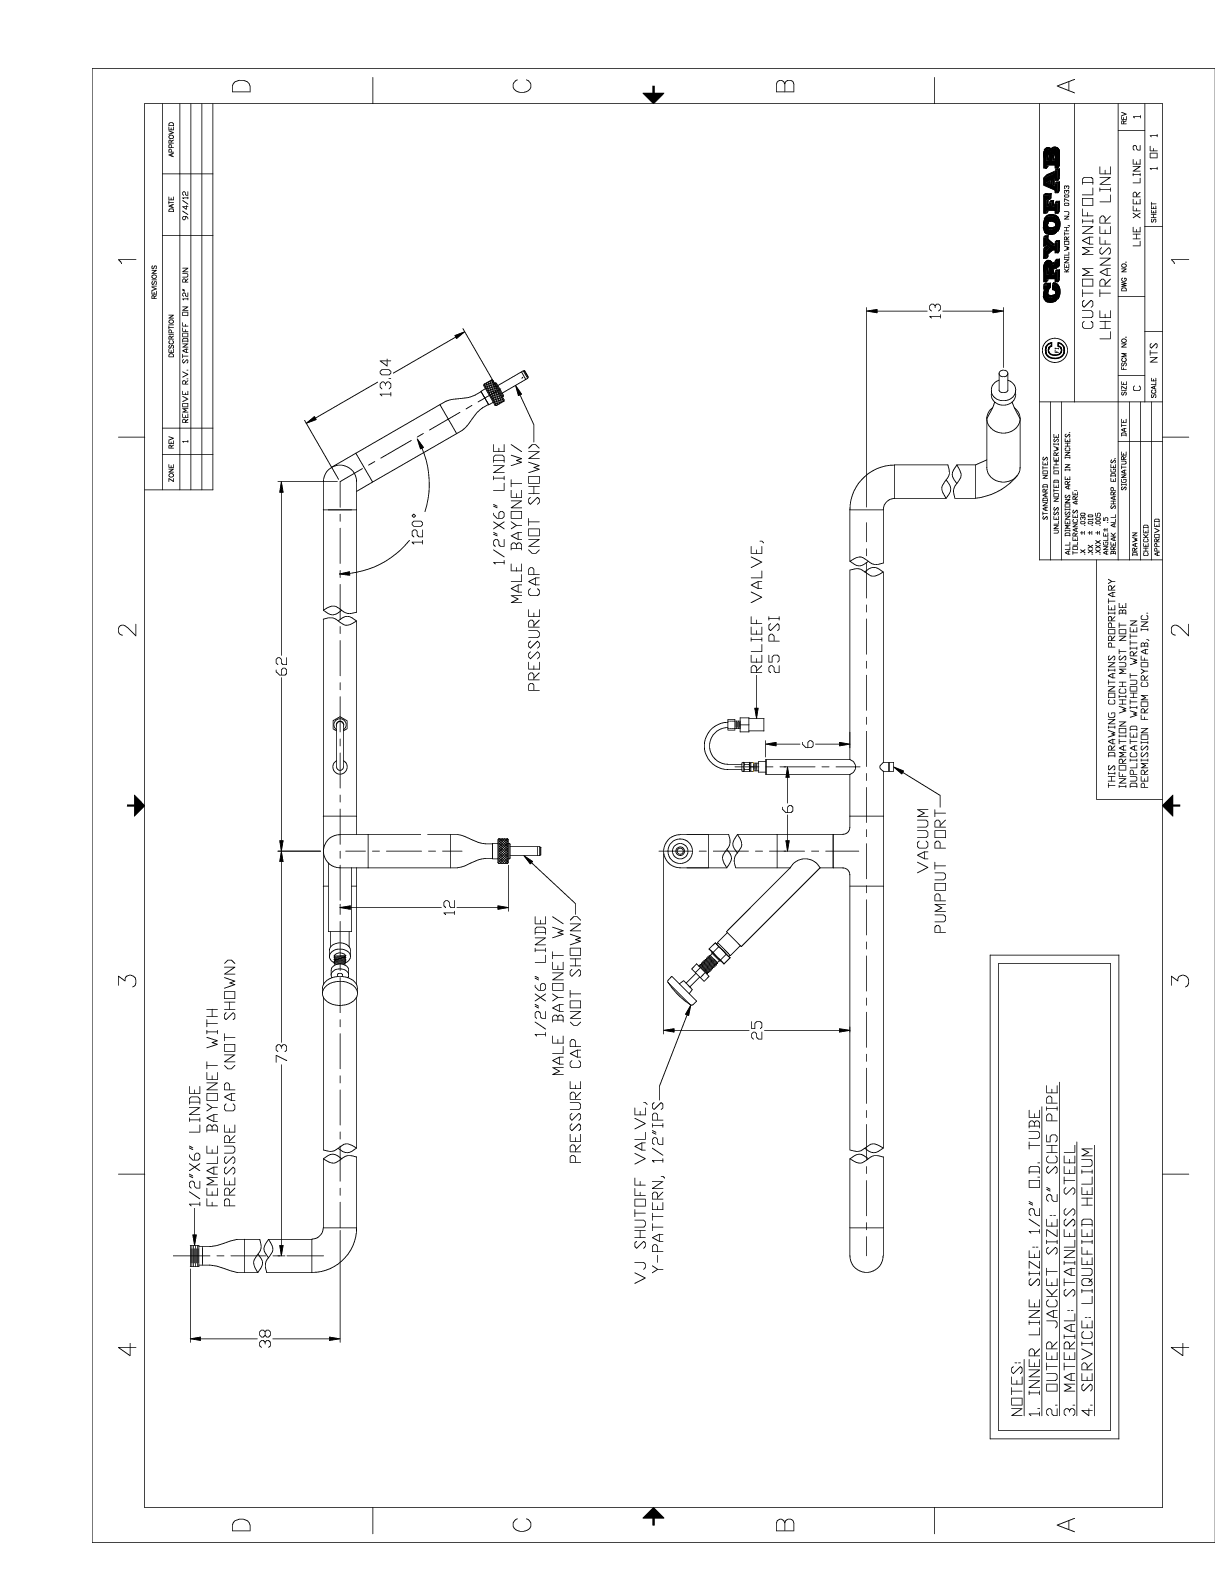 4
3
2
1
D
C
B
A
REVISIONS
ZONE REV DESCRIPTION DATE APPROVED
1 REMOVE R.V. STANDOFF ON 12" RUN 9/4/12
1/2"X6" LINDE
FEMALE BAYONET WITH
PRESSURE CAP (NOT SHOWN)
38
73
62
12
13.04
120°
1/2"X6" LINDE
MALE BAYONET W/
PRESSURE CAP (NOT SHOWN)
1/2"X6" LINDE
MALE BAYONET W/
PRESSURE CAP (NOT SHOWN)
VJ SHUTOFF VALVE,
Y-PATTERN, 1/2"IPS
25
6
6
RELIEF VALVE,
25 PSI
13
VACUUM
PUMPOUT PORT
NOTES:
1. INNER LINE SIZE: 1/2" O.D. TUBE
2. OUTER JACKET SIZE: 2" SCH5 PIPE
3. MATERIAL: STAINLESS STEEL
4. SERVICE: LIQUEFIED HELIUM
THIS DRAWING CONTAINS PROPRIETARY
INFORMATION WHICH MUST NOT BE
DUPLICATED WITHOUT WRITTEN
PERMISSION FROM CRYOFAB, INC.
STANDARD NOTES
UNLESS NOTED OTHERWISE
ALL DIMENSIONS ARE IN INCHES.
TOLERANCES ARE:
.X ± .030
.XX ± .010
.XXX ± .005
ANGLE± .5
BREAK ALL SHARP EDGES.
SIGNATURE DATE
DRAWN
CHECKED
APPROVED
CRYOFAB
KENILWORTH, NJ 07033
CUSTOM MANIFOLD
LHE TRANSFER LINE
SIZE FSCM NO. DWG NO. REV
C LHE XFER LINE 2 1
SCALE NTS SHEET 1 OF 1
4
3
2
1
D
C
B
A